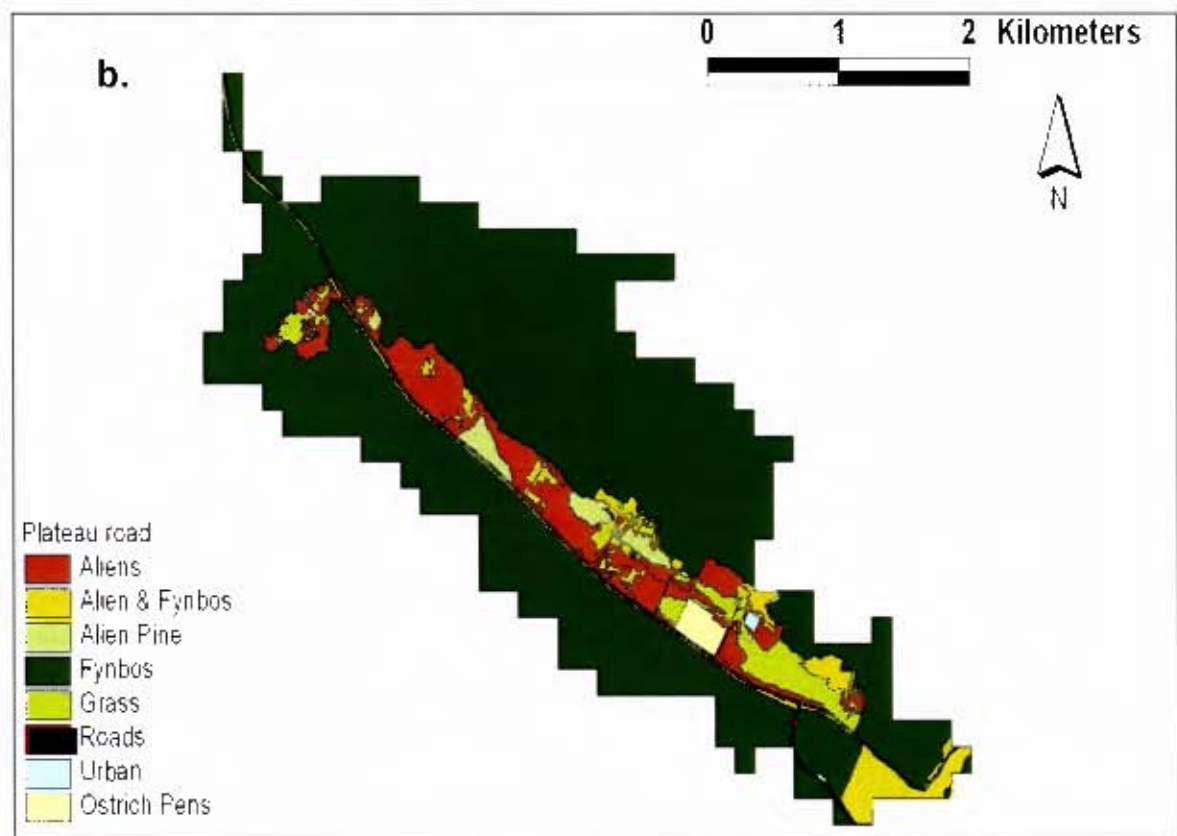 0 1 2 Kilometers
b.
N
Plateau road
Aliens
Alien & Fynbos
Alien Pine
Fynbos
Grass
Roads
Urban
Ostrich Pens